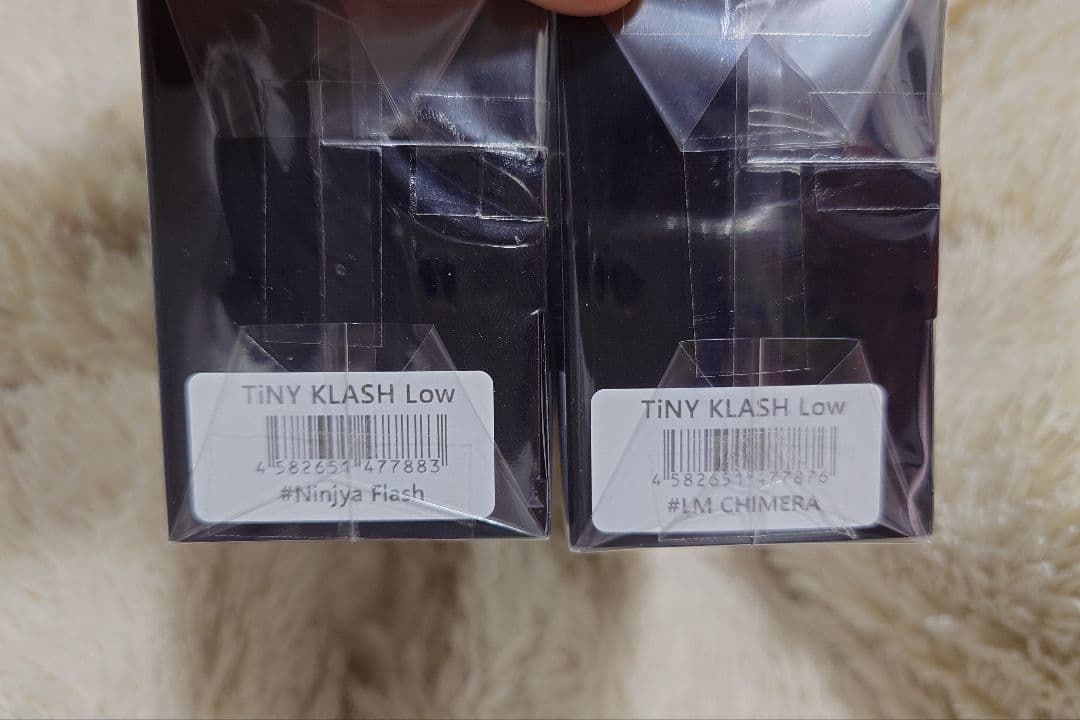 TiNY KLASH Low
4 582651 477883
#Ninjya Flash
TiNY KLASH Low
4 582651 477876
#LM CHIMERA